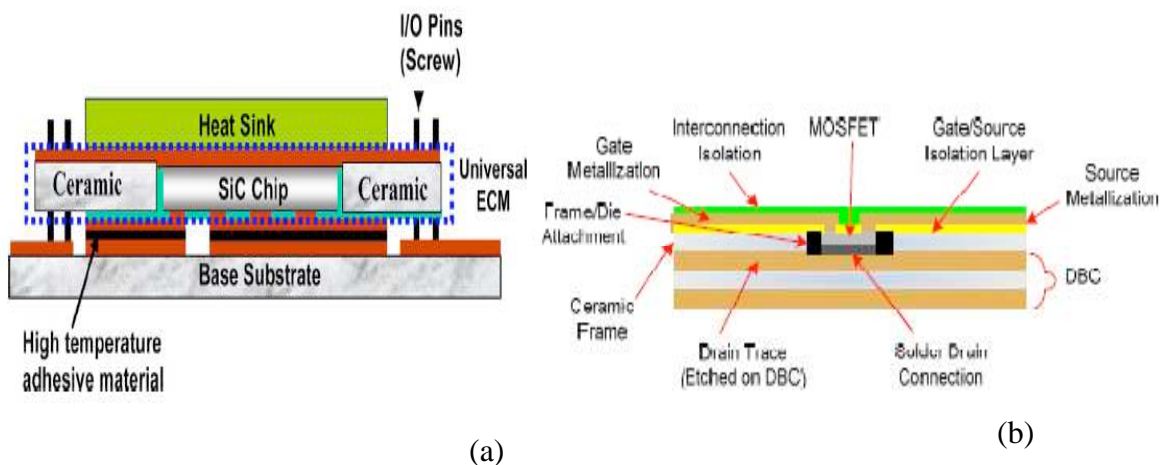 I/O Pins
(Screw)
Heat Sink
Ceramic
SiC Chip
Ceramic
Universal
ECM
Base Substrate
High temperature
adhesive material
(a)
Interconnection
Isolation
MOSFET
Gate/Source
Isolation Layer
Gate
Metallization
Source
Metallization
Frame/Die
Attachment
DBC
Ceramic
Frame
Drain Trace
(Etched on DBC)
Solder Drain
Connection
(b)